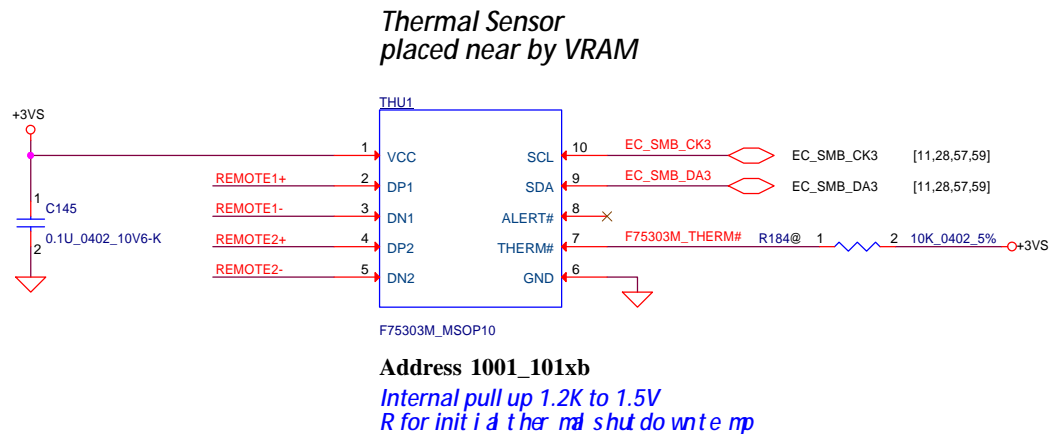 Thermal Sensor
placed near by VRAM
THU1
+3VS
1 VCC SCL 10 EC_SMB_CK3 EC_SMB_CK3 [11,28,57,59]
REMOTE1+ 2 DP1 SDA 9 EC_SMB_DA3 EC_SMB_DA3 [11,28,57,59]
1 C145 REMOTE1- 3 DN1 ALERT# 8
0.1U_0402_10V6-K 2 REMOTE2+ 4 DP2 THERM# 7 F75303M_THERM# R184@ 1 2 10K_0402_5% +3VS
REMOTE2- 5 DN2 GND 6
F75303M_MSOP10
Address 1001_101xb
Internal pull up 1.2K to 1.5V
R for initial thermal shutdown temp